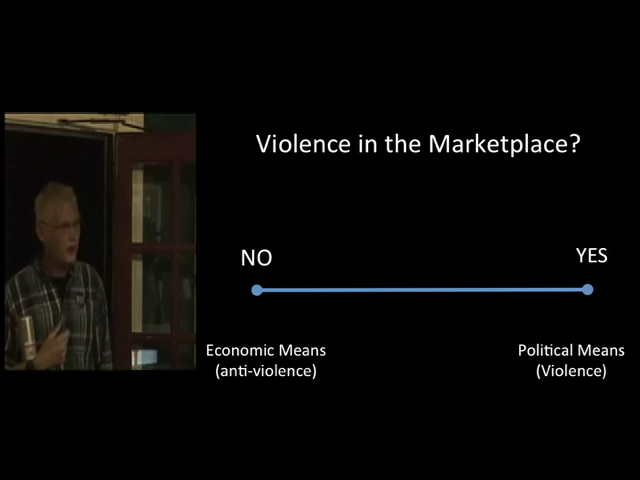 Violence in the Marketplace?
NO
YES
Economic Means
(anti-violence)
Political Means
(Violence)